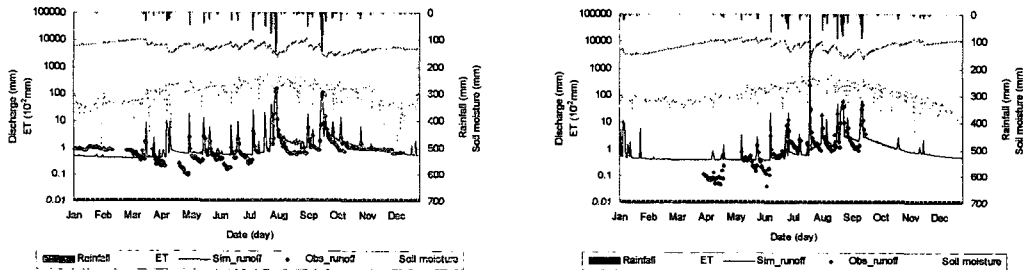 100000
10000
1000
100
10
1
0.1
0.01
Discharge (mm)
ET (10⁻²mm)
0
100
200
300
400
500
600
700
Rainfall (mm)
Soil moisture (mm)
Jan Feb Mar Apr May Jun Jul Aug Sep Oct Nov Dec
Date (day)
Rainfall ET Sim_runoff Obs_runoff Soil moisture
100000
10000
1000
100
10
1
0.1
0.01
Discharge (mm)
ET (10⁻²mm)
0
100
200
300
400
500
600
700
Rainfall (mm)
Soil moisture (mm)
Jan Feb Mar Apr May Jun Jul Aug Sep Oct Nov Dec
Date (day)
Rainfall ET Sim_runoff Obs_runoff Soil moisture